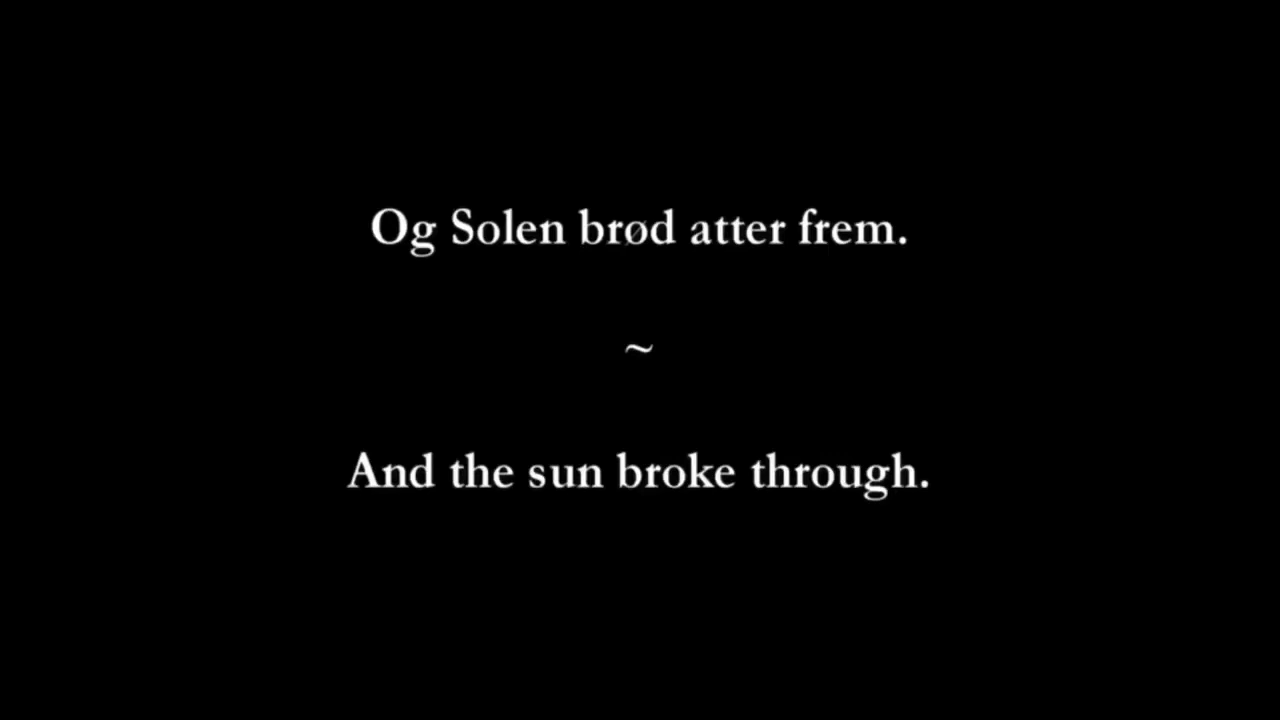 Og Solen brød atter frem.
~
And the sun broke through.